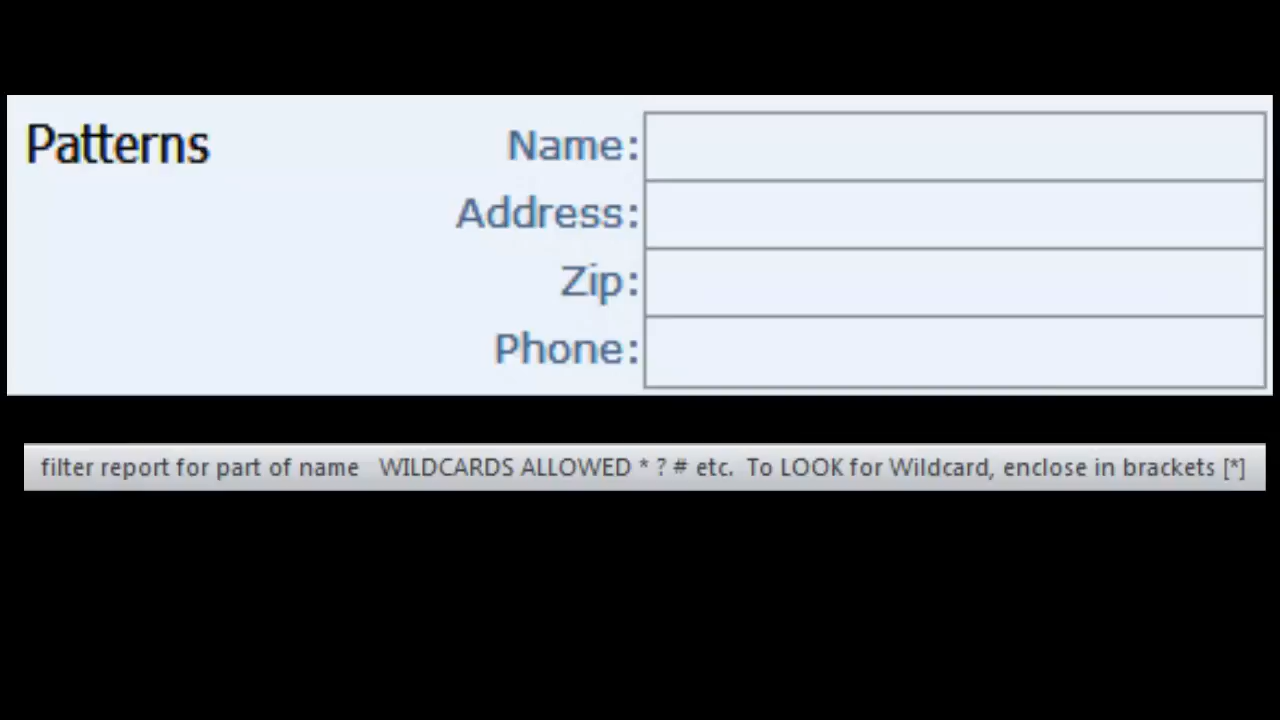 Patterns
Name:
Address:
Zip:
Phone:
filter report for part of name WILDCARDS ALLOWED * ? # etc. To LOOK for Wildcard, enclose in brackets [*]